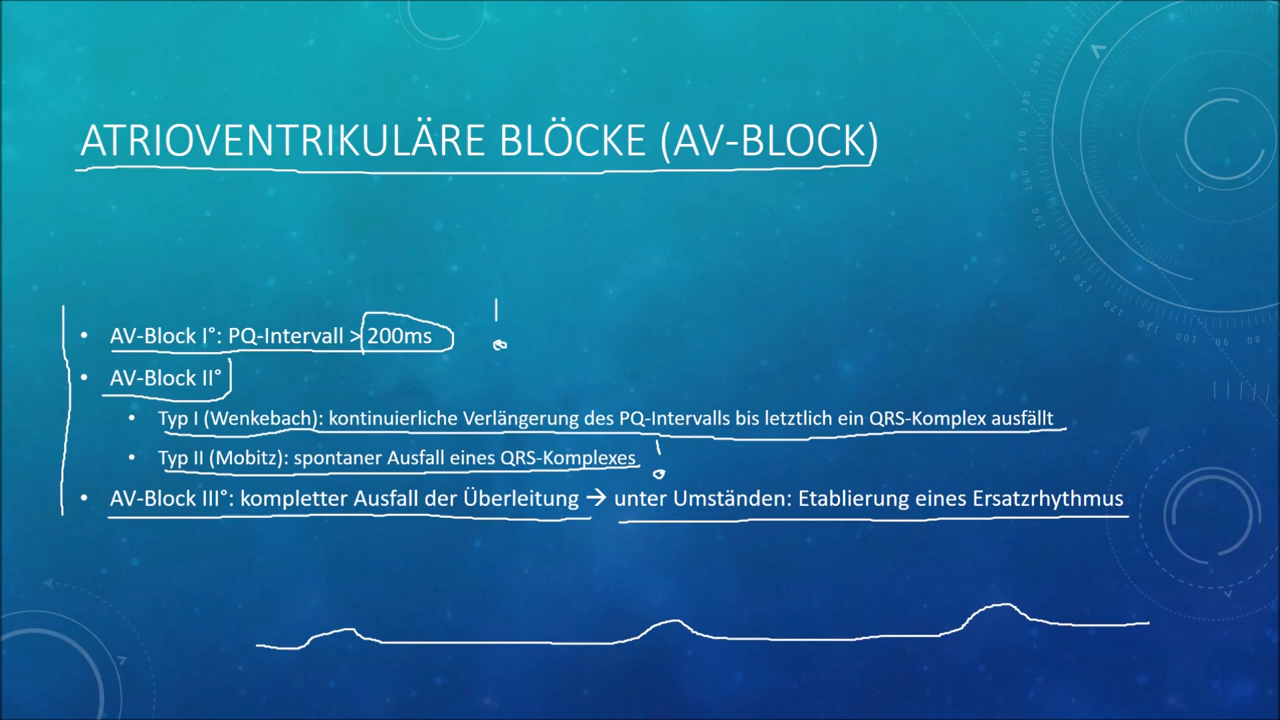 ATRIOVENTRIKULÄRE BLÖCKE (AV-BLOCK)
• AV-Block I°: PQ-Intervall > 200ms
• AV-Block II°
• Typ I (Wenkebach): kontinuierliche Verlängerung des PQ-Intervalls bis letztlich ein QRS-Komplex ausfällt
• Typ II (Mobitz): spontaner Ausfall eines QRS-Komplexes
• AV-Block III°: kompletter Ausfall der Überleitung → unter Umständen: Etablierung eines Ersatzrhythmus